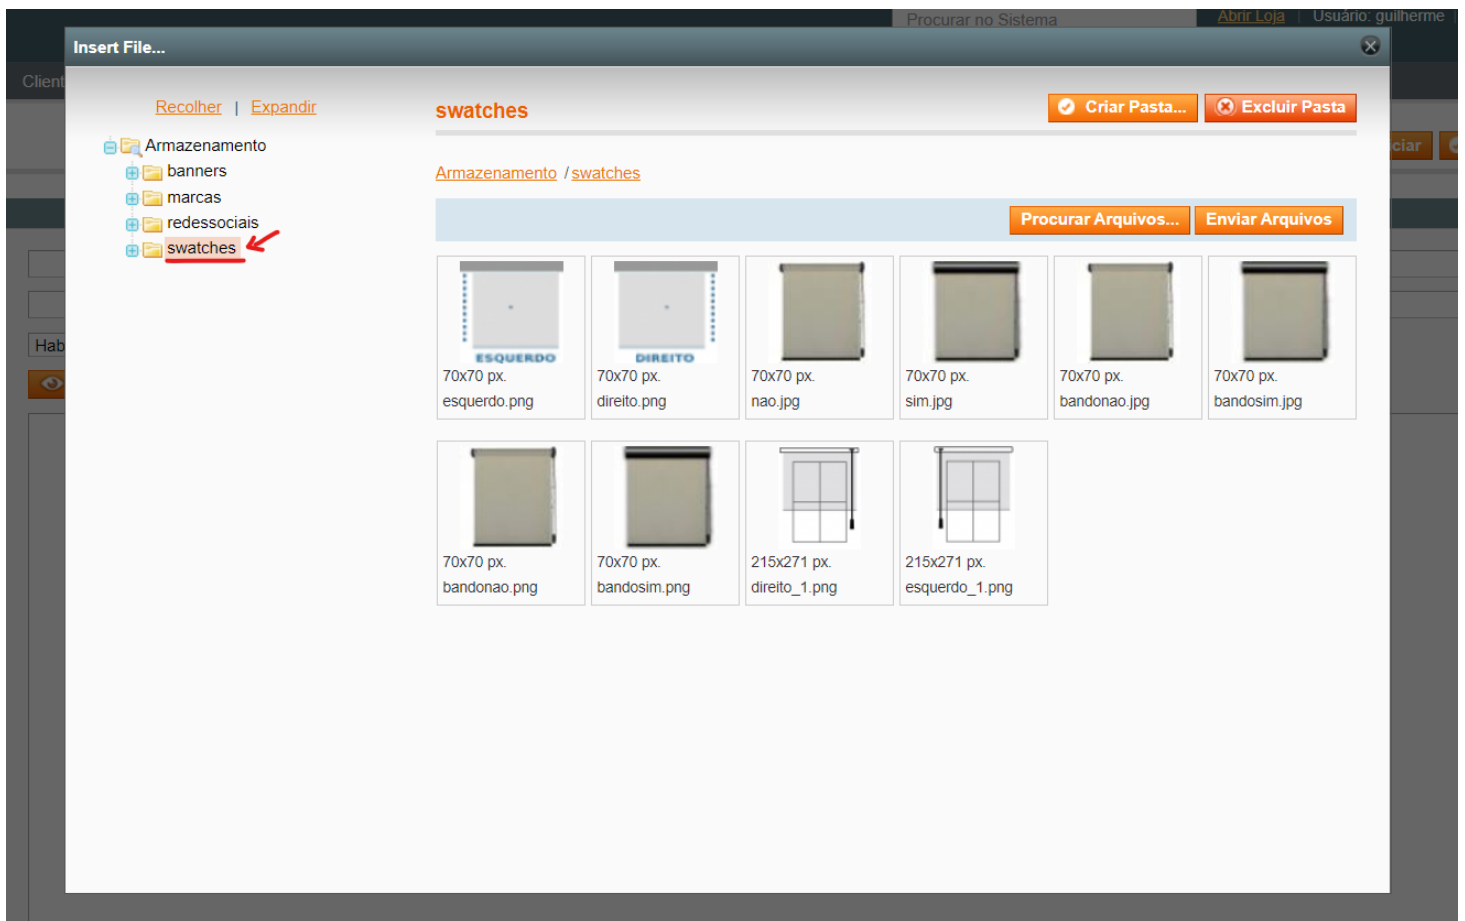 Procurar no Sistema
Abrir Loja | Usuário: guilherme
Insert File...
Client
Recolher | Expandir
swatches
Criar Pasta...
Excluir Pasta
Armazenamento
ciar
banners
Armazenamento / swatches
marcas
redessociais
Procurar Arquivos...
Enviar Arquivos
swatches
ESQUERDO
DIREITO
Hab
70x70 px.
esquerdo.png
70x70 px.
direito.png
70x70 px.
nao.jpg
70x70 px.
sim.jpg
70x70 px.
bandonao.jpg
70x70 px.
bandosim.jpg
70x70 px.
bandonao.png
70x70 px.
bandosim.png
215x271 px.
direito_1.png
215x271 px.
esquerdo_1.png